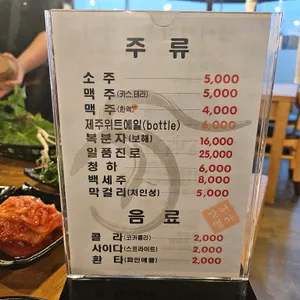 주류
소주 5,000
맥주(카스,테라) 5,000
맥주(한맥) 4,000
제주위트에일(bottle) 6,000
복분자(보해) 16,000
일품진로 25,000
청하 6,000
백세주 8,000
막걸리(처인성) 5,000
음료
콜라(코카콜라) 2,000
사이다(스프라이트) 2,000
환타(파인애플) 2,000